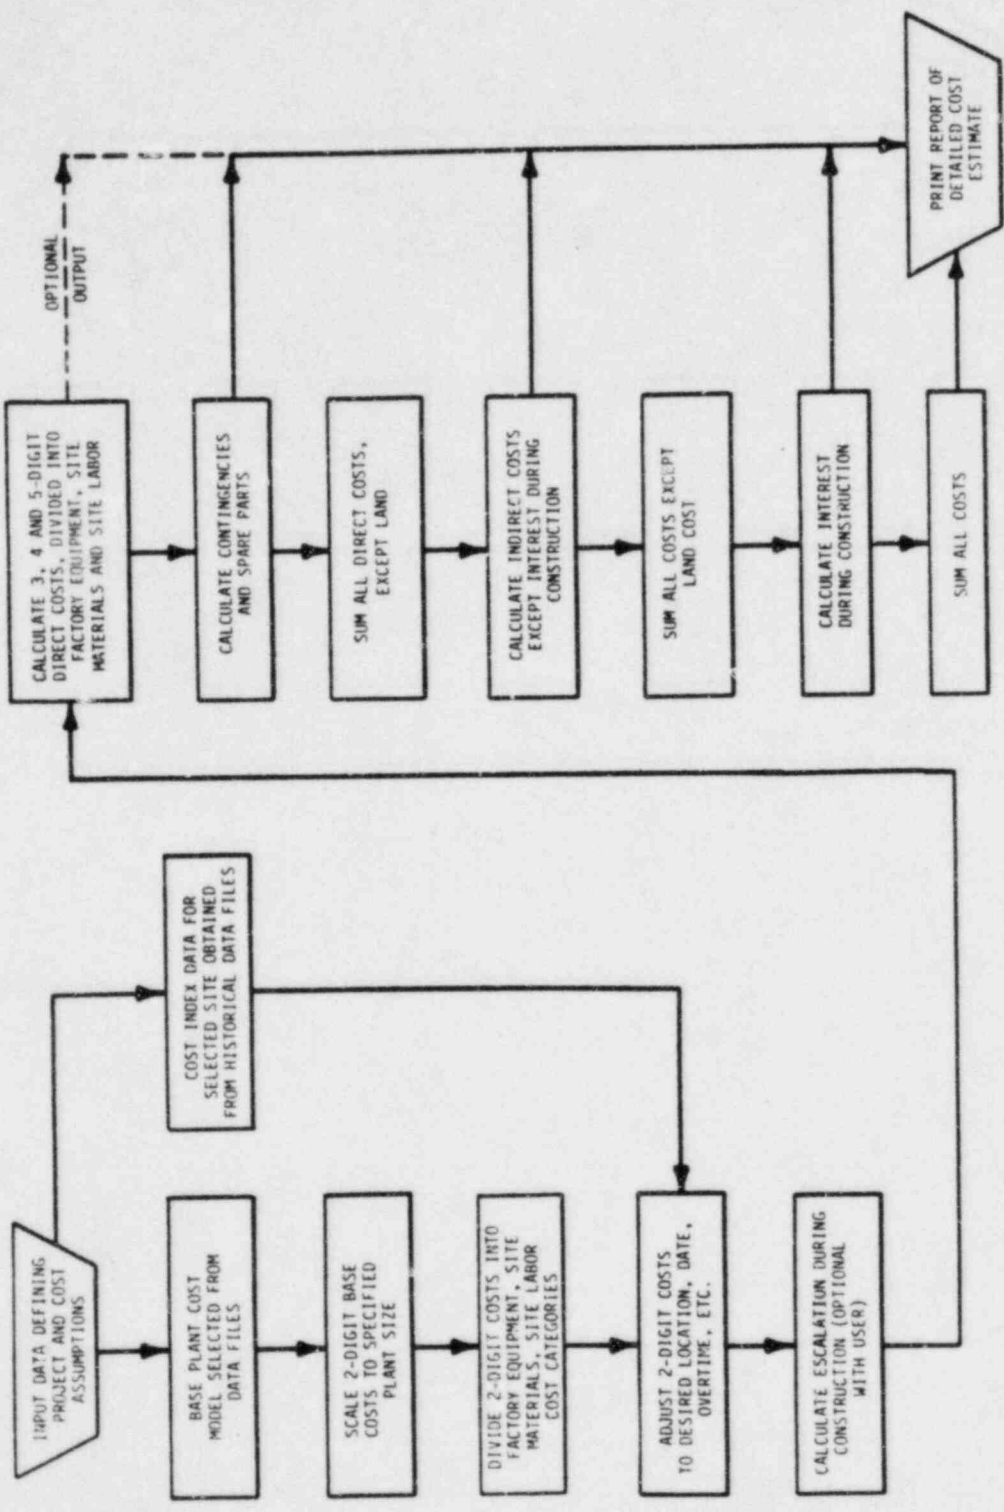 INPUT DATA DEFINING
PROJECT AND COST
ASSUMPTIONS
BASE PLANT COST
MODEL SELECTED FROM
DATA FILES
COST INDEX DATA FOR
SELECTED SITE OBTAINED
FROM HISTORICAL DATA FILES
SCALE 2-DIGIT BASE
COSTS TO SPECIFIED
PLANT SIZE
DIVIDE 2-DIGIT COSTS INTO
FACTORY EQUIPMENT, SITE
MATERIALS, SITE LABOR
COST CATEGORIES
ADJUST 2-DIGIT COSTS
TO DESIRED LOCATION, DATE,
OVERTIME, ETC.
CALCULATE ESCALATION DURING
CONSTRUCTION (OPTIONAL
WITH USER)
CALCULATE 3, 4 AND 5-DIGIT
DIRECT COSTS, DIVIDED INTO
FACTORY EQUIPMENT, SITE
MATERIALS AND SITE LABOR
OPTIONAL
OUTPUT
CALCULATE CONTINGENCIES
AND SPARE PARTS
SUM ALL DIRECT COSTS,
EXCEPT LAND
CALCULATE INDIRECT COSTS
EXCEPT INTEREST DURING
CONSTRUCTION
SUM ALL COSTS EXCEPT
LAND COST
CALCULATE INTEREST
DURING CONSTRUCTION
SUM ALL COSTS
PRINT REPORT OF
DETAILED COST
ESTIMATE